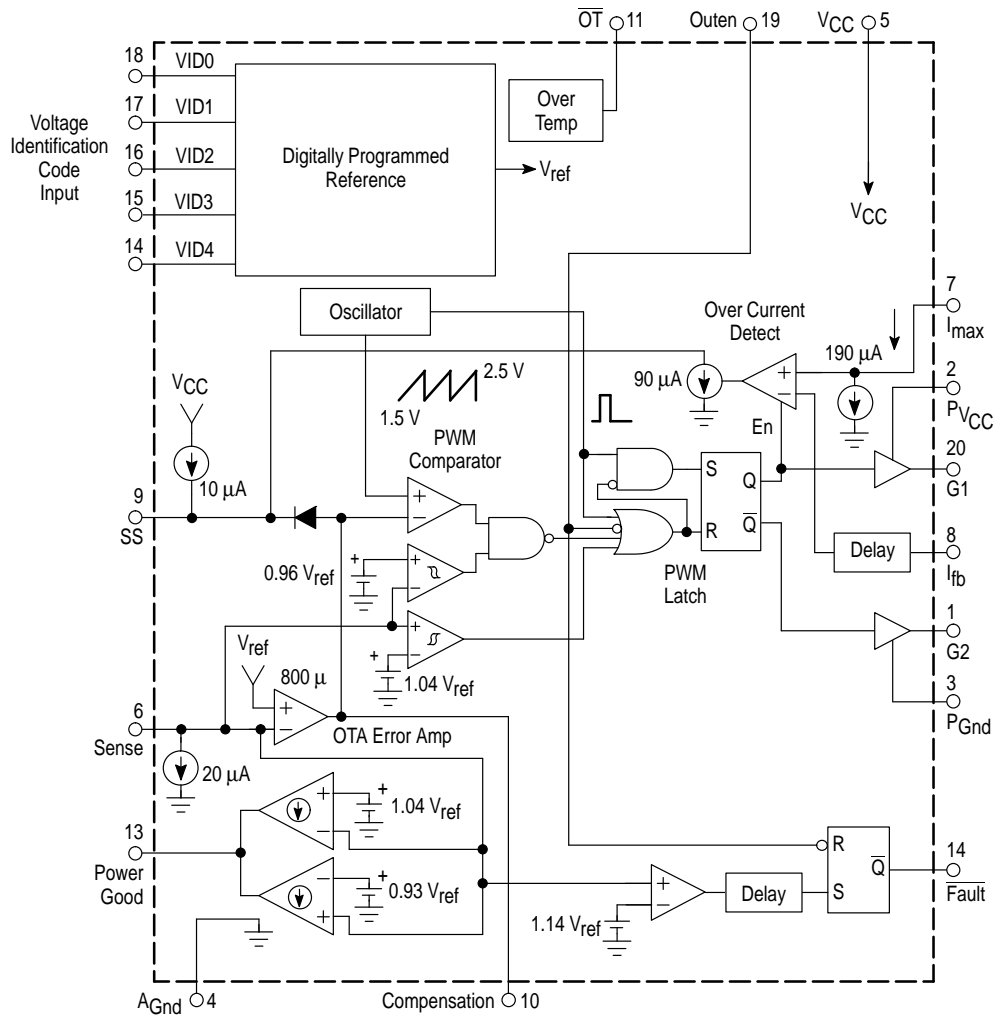 OT 11
Outen 19
VCC 5
18 VID0
17 VID1
16 VID2
15 VID3
14 VID4
Voltage
Identification
Code
Input
Digitally Programmed
Reference
Over
Temp
Vref
VCC
Oscillator
Over Current
Detect
7
Imax
190 µA
90 µA
2
PVCC
VCC
2.5 V
1.5 V
PWM
Comparator
En
20
G1
10 µA
9
SS
S
R
Q
Q
PWM
Latch
Delay
8
Ifb
0.96 Vref
1
G2
Vref
800 µ
1.04 Vref
3
PGnd
6
Sense
OTA Error Amp
20 µA
13
Power
Good
1.04 Vref
0.93 Vref
R
S
Q
14
Fault
Delay
1.14 Vref
AGnd 4
Compensation 10